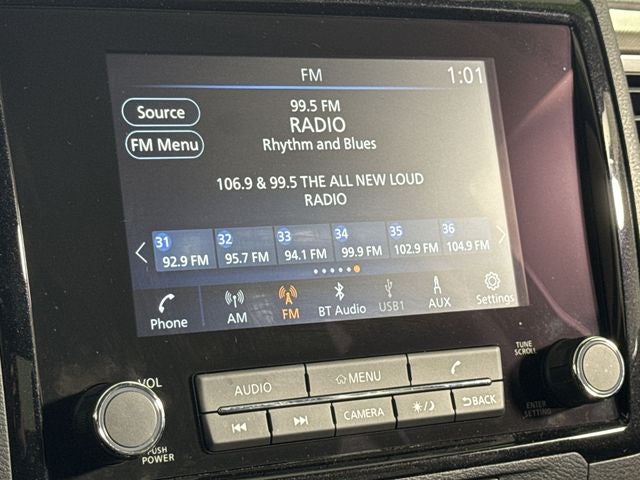 FM 1:01
Source
99.5 FM
RADIO
FM Menu
Rhythm and Blues
106.9 & 99.5 THE ALL NEW LOUD
RADIO
31 32 33 34 35 36
92.9 FM 95.7 FM 94.1 FM 99.9 FM 102.9 FM 104.9 FM
Phone AM FM BT Audio USB1 AUX Settings
TUNE
SCROLL
VOL AUDIO MENU
ENTER
SETTING
CAMERA BACK
PUSH
POWER